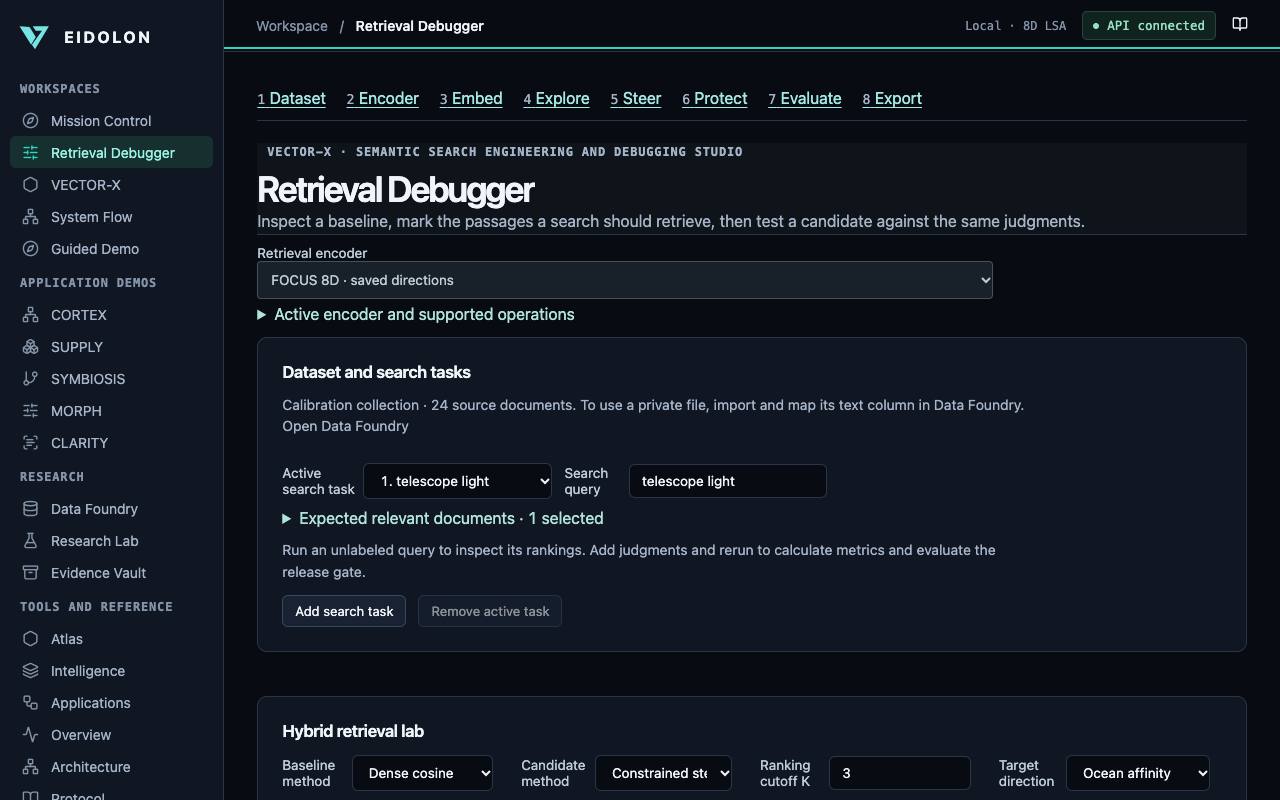 EIDOLON
WORKSPACES
Mission Control
Retrieval Debugger
VECTOR-X
System Flow
Guided Demo
APPLICATION DEMOS
CORTEX
SUPPLY
SYMBIOSIS
MORPH
CLARITY
RESEARCH
Data Foundry
Research Lab
Evidence Vault
TOOLS AND REFERENCE
Atlas
Intelligence
Applications
Overview
Architecture
Protocol
Workspace / Retrieval Debugger
Local · 8D LSA
API connected
1 Dataset 2 Encoder 3 Embed 4 Explore 5 Steer 6 Protect 7 Evaluate 8 Export
VECTOR-X · SEMANTIC SEARCH ENGINEERING AND DEBUGGING STUDIO
Retrieval Debugger
Inspect a baseline, mark the passages a search should retrieve, then test a candidate against the same judgments.
Retrieval encoder
FOCUS 8D · saved directions
Active encoder and supported operations
Dataset and search tasks
Calibration collection · 24 source documents. To use a private file, import and map its text column in Data Foundry.
Open Data Foundry
Active
search task
1. telescope light
Search
query
telescope light
Expected relevant documents · 1 selected
Run an unlabeled query to inspect its rankings. Add judgments and rerun to calculate metrics and evaluate the
release gate.
Add search task
Remove active task
Hybrid retrieval lab
Baseline
method
Dense cosine
Candidate
method
Constrained ste
Ranking
cutoff K
3
Target
direction
Ocean affinity